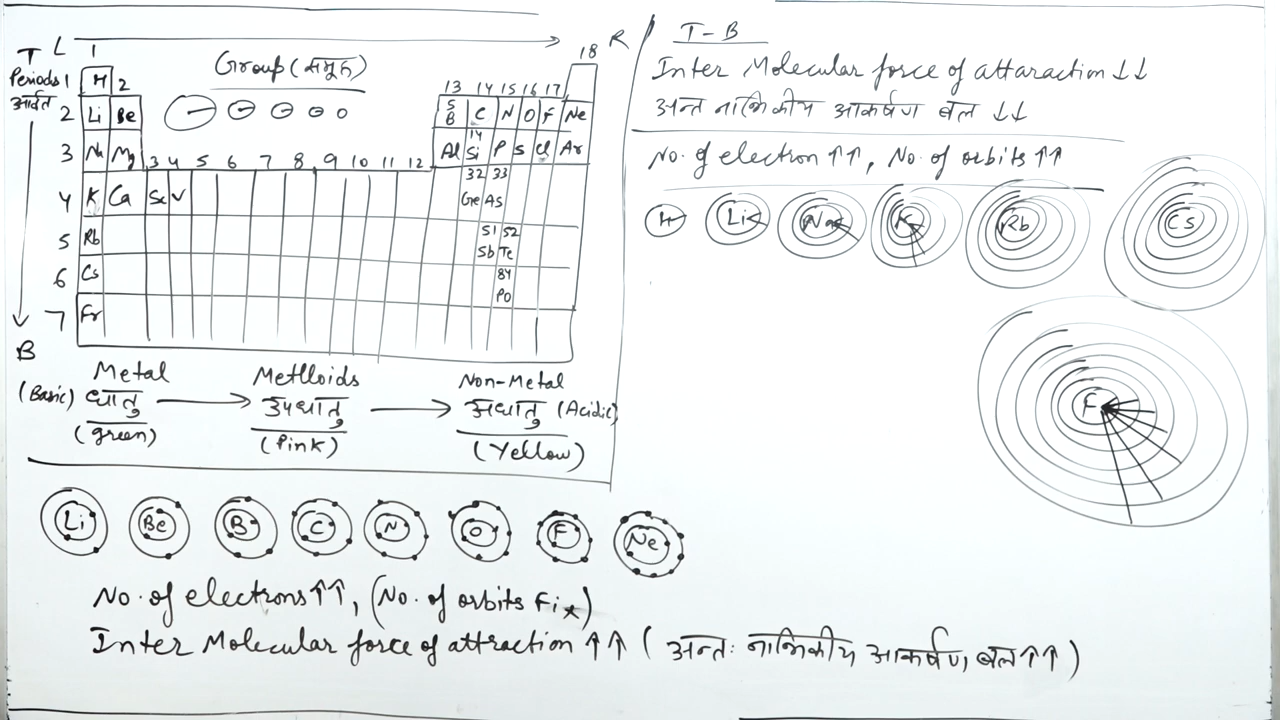 T L 1 18 R
Periods 1 H 2 Group (समूह)
आवर्त 13 14 15 16 17
2 Li Be 5 B C N O F Ne
3 Na Mg 3 4 5 6 7 8 9 10 11 12 Al 14 Si P S Cl Ar
4 K Ca Sc V 32 Ge 33 As
5 Rb 51 Sb 52 Te
6 Cs 84 Po
7 Fr
B
Metal Metlloids Non-Metal
(Basic) धातु उपधातु अधातु (Acidic)
(green) (Pink) (Yellow)
Li Be B C N O F Ne
No. of electrons ↑↑, (No. of orbits Fix)
Inter Molecular force of attraction ↑↑ (अन्तः नाभिकीय आकर्षण बल ↑↑)
T-B
Inter Molecular force of attaraction ↓↓
अन्त नाभिकीय आकर्षण बल ↓↓
No. of electron ↑↑, No. of orbits ↑↑
H Li Na K Rb Cs
F